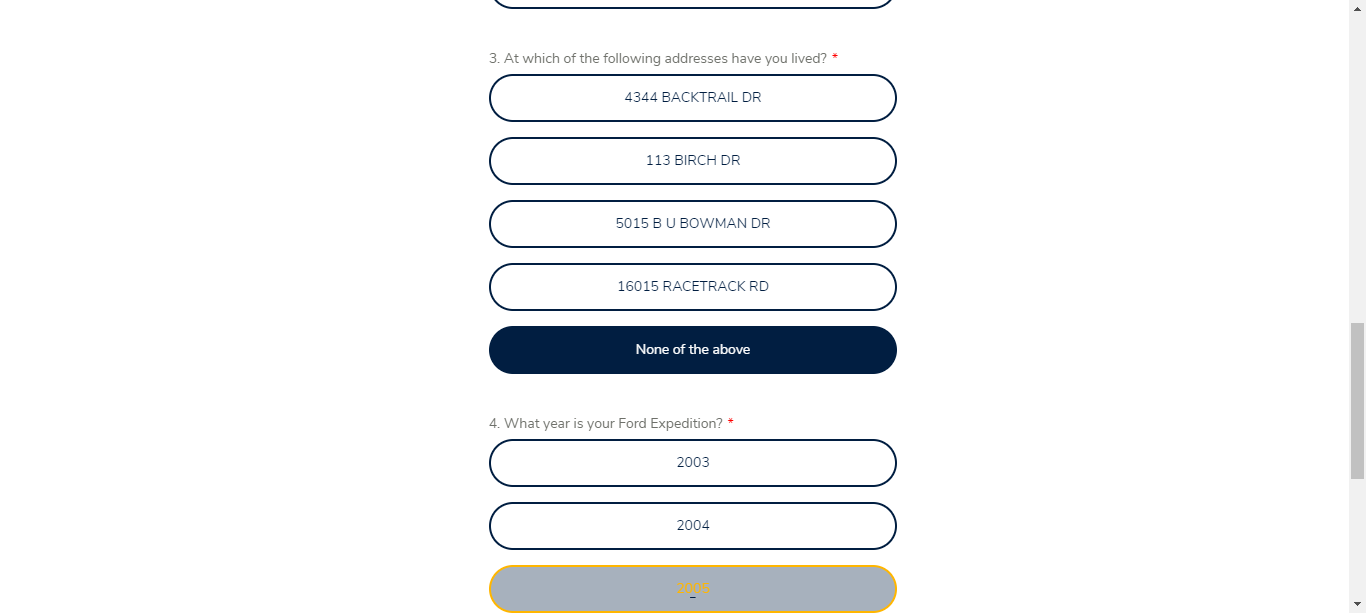 3. At which of the following addresses have you lived? *
4344 BACKTRAIL DR
113 BIRCH DR
5015 B U BOWMAN DR
16015 RACETRACK RD
None of the above
4. What year is your Ford Expedition? *
2003
2004
2005